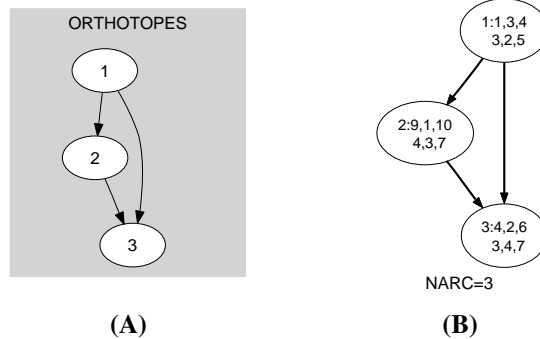 ORTHOTOPES
1
2
3
(A)
1:1,3,4
3,2,5
2:9,1,10
4,3,7
3:4,2,6
3,4,7
NARC=3
(B)